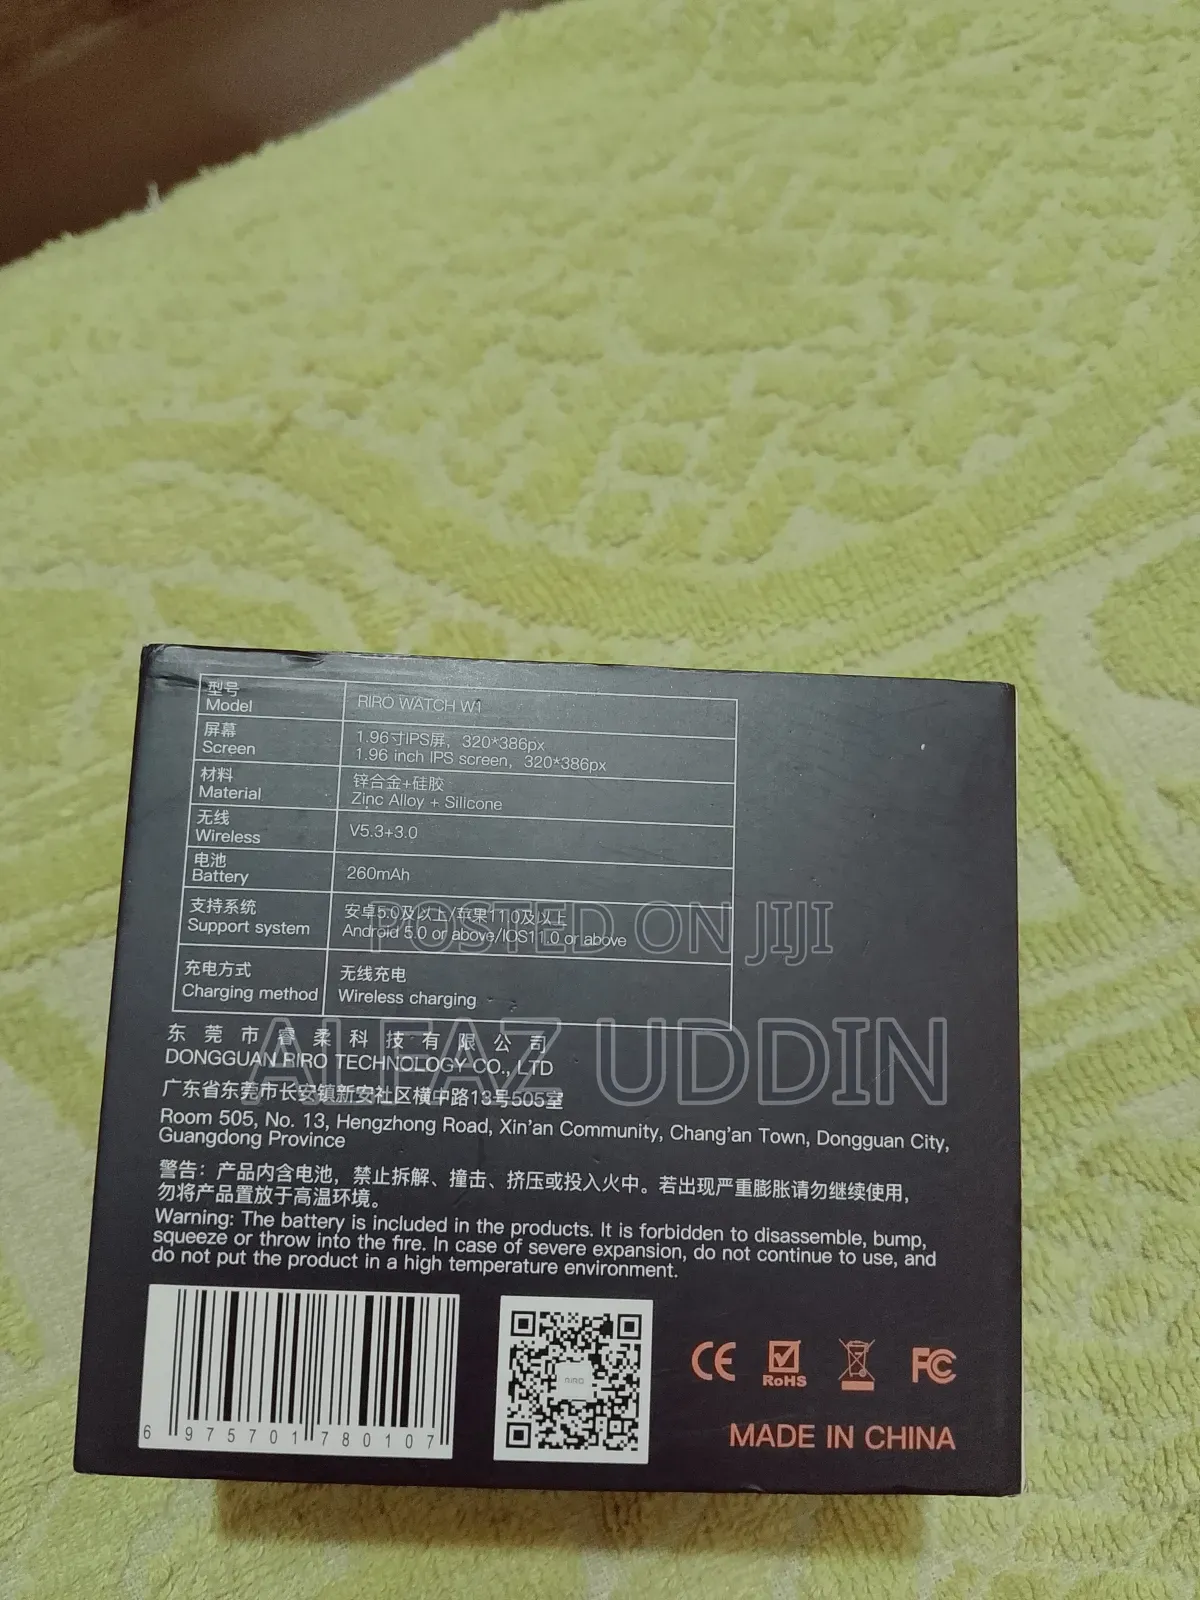 型号
Model
RIRO WATCH W1
屏幕
Screen
1.96寸IPS屏，320*386px
1.96 inch IPS screen，320*386px
材料
Material
锌合金+硅胶
Zinc Alloy + Silicone
无线
Wireless
V5.3+3.0
电池
Battery
260mAh
支持系统
Support system
安卓5.0及以上/苹果11.0及以上
Android 5.0 or above/IOS11.0 or above
充电方式
Charging method
无线充电
Wireless charging
POSTED ON JIJI
ALFAZ UDDIN
东莞市睿柔科技有限公司
DONGGUAN RIRO TECHNOLOGY CO., LTD
广东省东莞市长安镇新安社区横中路13号505室
Room 505, No. 13, Hengzhong Road, Xin'an Community, Chang'an Town, Dongguan City,
Guangdong Province
警告：产品内含电池，禁止拆解、撞击、挤压或投入火中。若出现严重膨胀请勿继续使用，
勿将产品置放于高温环境。
Warning: The battery is included in the products. It is forbidden to disassemble, bump,
squeeze or throw into the fire. In case of severe expansion, do not continue to use, and
do not put the product in a high temperature environment.
6 975701 780107
RIRO
CE
RoHS
FC
MADE IN CHINA